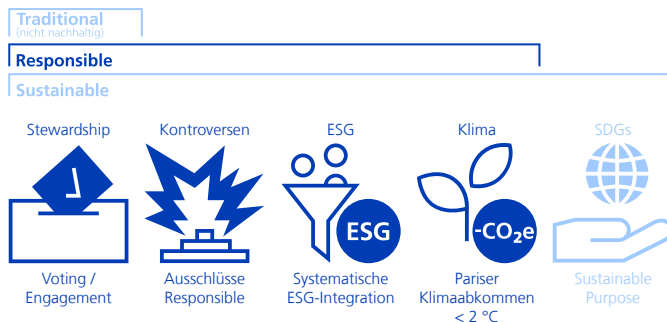 Traditional
(nicht nachhaltig)
Responsible
Sustainable
Stewardship
Kontroversen
ESG
Klima
SDGs
ESG
-CO₂e
Voting /
Engagement
Ausschlüsse
Responsible
Systematische
ESG-Integration
Pariser
Klimaabkommen
< 2 °C
Sustainable
Purpose